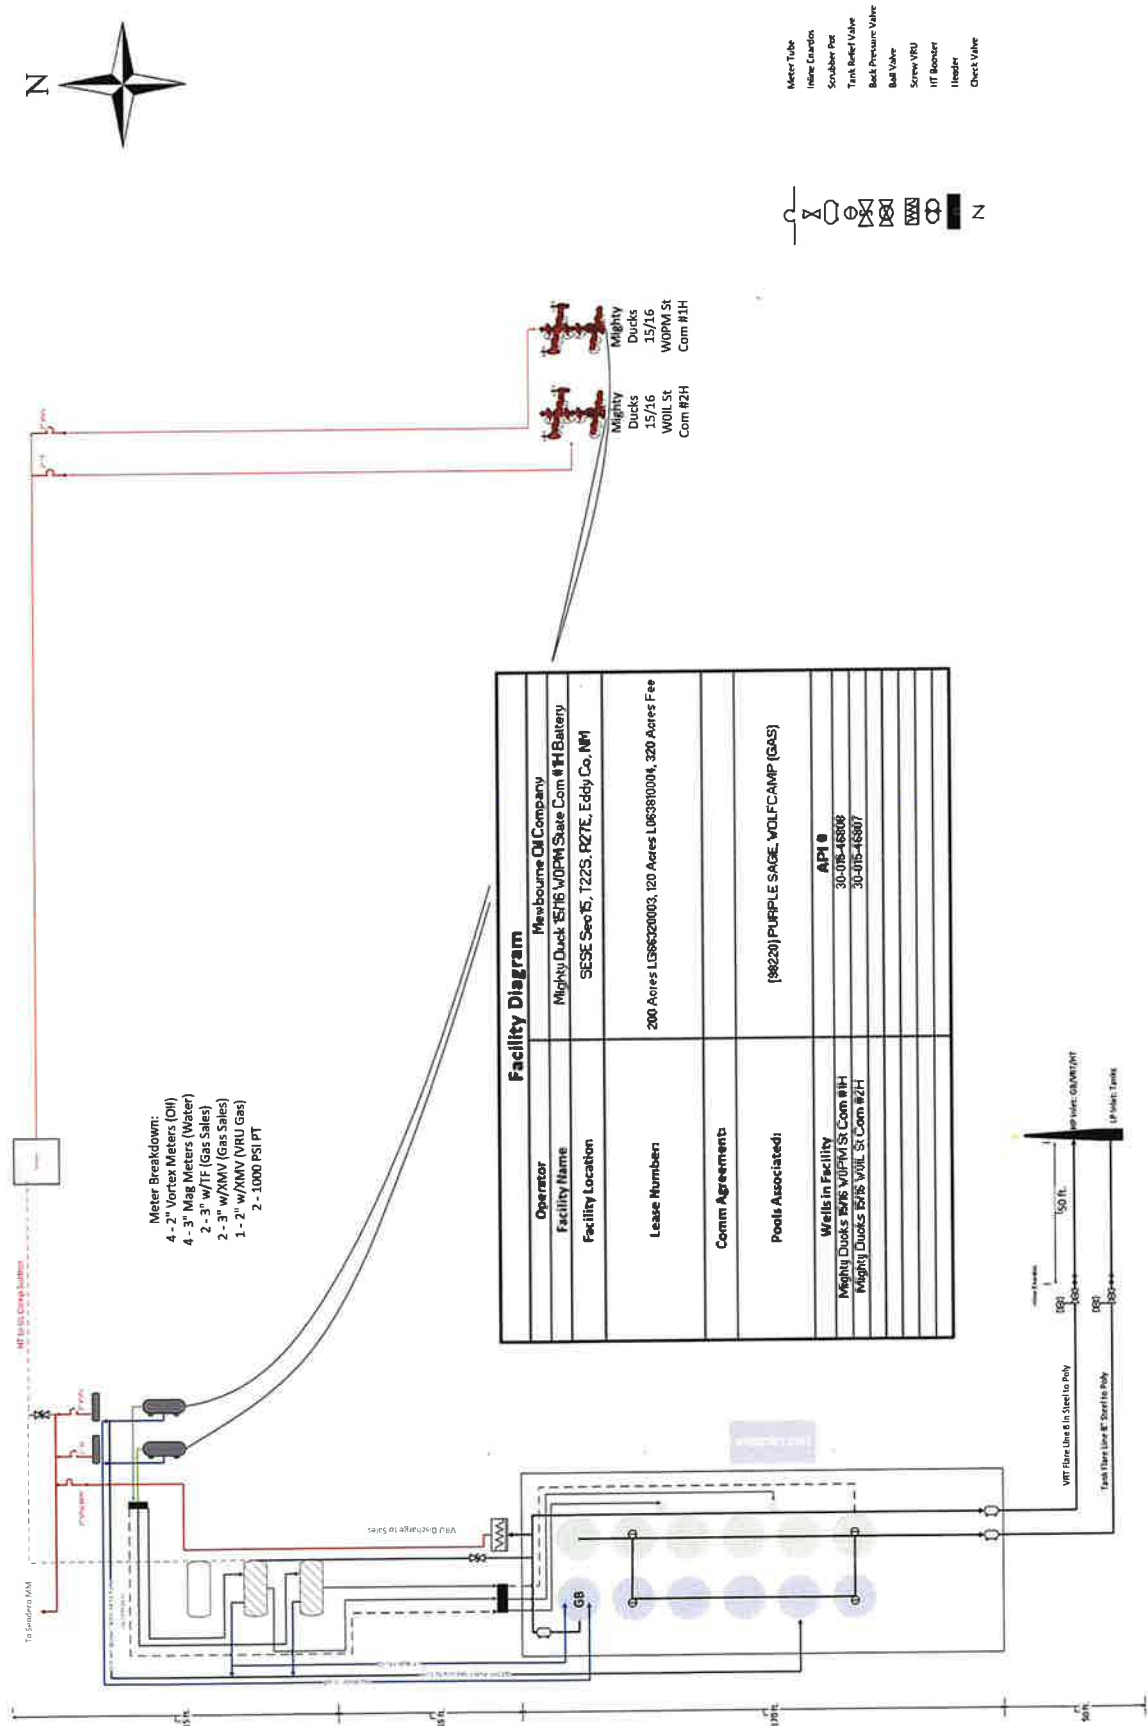 N
Meter Tube
Inline Enardos
Scrubber Pot
Tank Relief Valve
Back Pressure Valve
Ball Valve
Screw VRU
HT Booster
Header
Check Valve
N
Mighty
Ducks
15/16
W0PM St
Com #1H
Mighty
Ducks
15/16
W0IL St
Com #2H
Meter Breakdown:
4 - 2" Vortex Meters (Oil)
4 - 3" Mag Meters (Water)
2 - 3" w/TF (Gas Sales)
2 - 3" w/XMV (Gas Sales)
1 - 2" w/XMV (VRU Gas)
2 - 1000 PSI PT
To Sendero MM
VRU Discharge to Sales
GB
Facility Diagram
Operator Mewbourne Oil Company
Facility Name Mighty Duck 15/16 W0PM State Com #1H Battery
Facility Location SESE Sec 15, T22S, R27E, Eddy Co, NM
Lease Number: 200 Acres LG66320003, 120 Acres L063810004, 320 Acres Fee
Comm Agreement:
Pools Associated: [98220] PURPLE SAGE, WOLFCAMP (GAS)
Wells in Facility API #
Mighty Ducks 15/16 W0PM St Com #1H 30-015-46808
Mighty Ducks 15/16 W0IL St Com #2H 30-015-46807
150 ft.
HP Inlet: GB/VRT/HT
LP Inlet: Tanks
VRT Flare Line 8 in Steel to Poly
Tank Flare Line 8" Steel to Poly
170 ft.
50 ft.